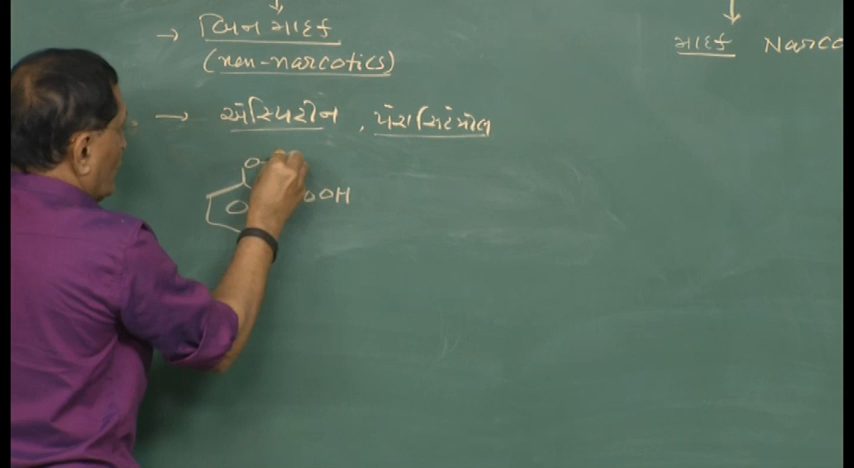 → બિન માદક
(non-narcotics)
→ એસ્પિરીન , પેરાસિટેમોલ
O
OOH
માદક Narco